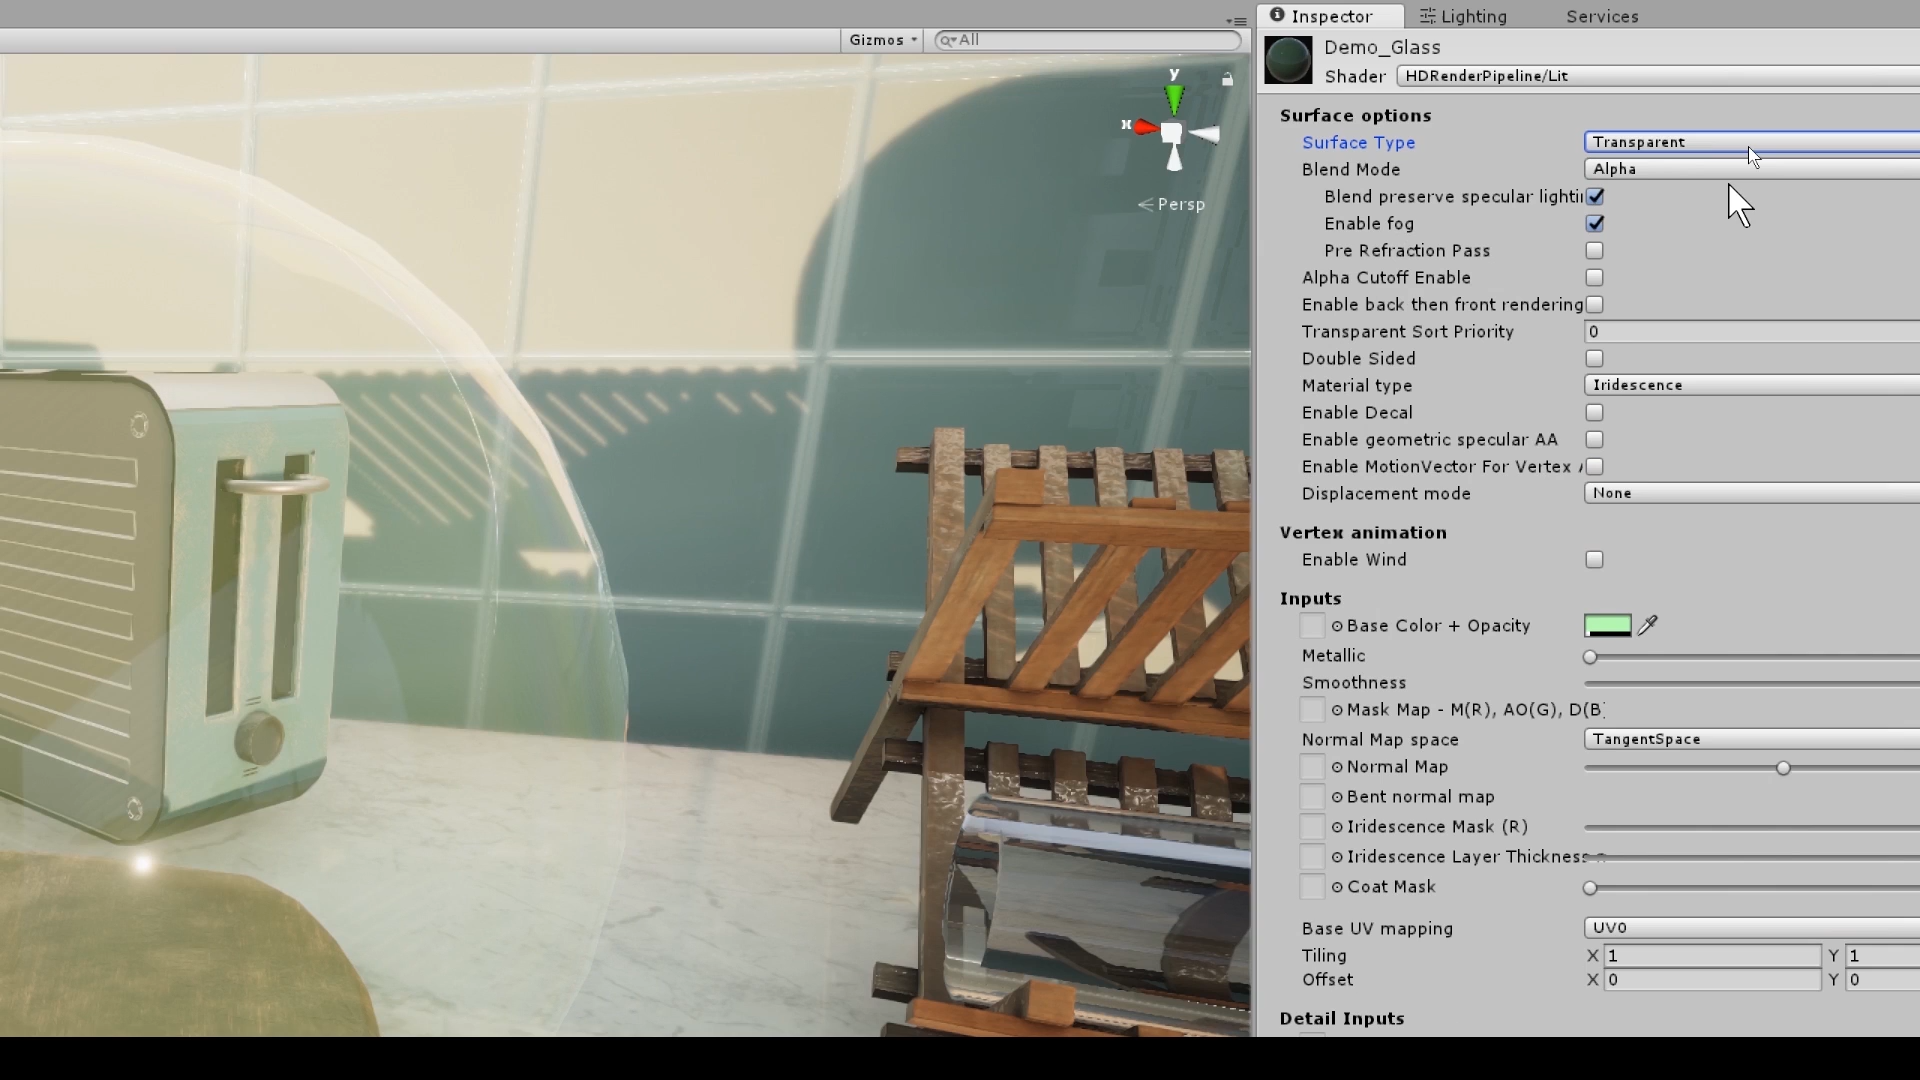 Inspector
Lighting
Services
Gizmos
All
Demo_Glass
Shader
HDRenderPipeline/Lit
y
x
Persp
Surface options
Surface Type
Transparent
Blend Mode
Alpha
Blend preserve specular lighti
Enable fog
Pre Refraction Pass
Alpha Cutoff Enable
Enable back then front rendering
Transparent Sort Priority
0
Double Sided
Material type
Iridescence
Enable Decal
Enable geometric specular AA
Enable MotionVector For Vertex
Displacement mode
None
Vertex animation
Enable Wind
Inputs
Base Color + Opacity
Metallic
Smoothness
Mask Map - M(R), AO(G), D(B
Normal Map space
TangentSpace
Normal Map
Bent normal map
Iridescence Mask (R)
Iridescence Layer Thickness
Coat Mask
Base UV mapping
UV0
Tiling
X 1
Y 1
Offset
X 0
Y 0
Detail Inputs